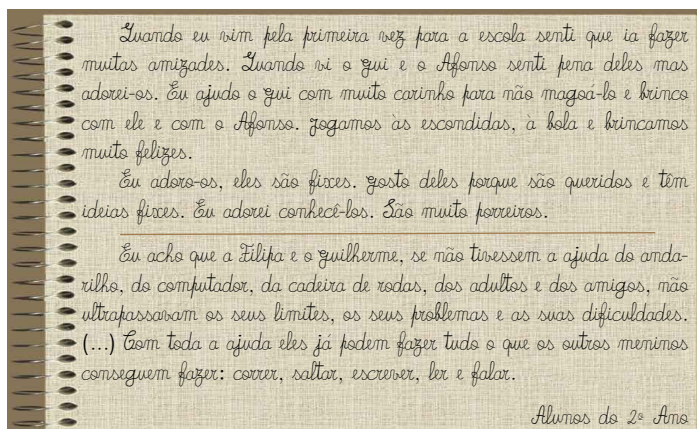 Quando eu vim pela primeira vez para a escola senti que ia fazer
muitas amizades. Quando vi o Gui e o Afonso senti pena deles mas
adorei-os. Eu ajudo o Gui com muito carinho para não magoá-lo e brinco
com ele e com o Afonso. Jogamos às escondidas, à bola e brincamos
muito felizes.
Eu adoro-os, eles são fixes. Gosto deles porque são queridos e têm
ideias fixes. Eu adorei conhecê-los. São muito porreiros.
Eu acho que a Filipa e o Guilherme, se não tivessem a ajuda do anda-
rilho, do computador, da cadeira de rodas, dos adultos e dos amigos, não
ultrapassavam os seus limites, os seus problemas e as suas dificuldades.
(...) Com toda a ajuda eles já podem fazer tudo o que os outros meninos
conseguem fazer: correr, saltar, escrever, ler e falar.
Alunos do 2º Ano